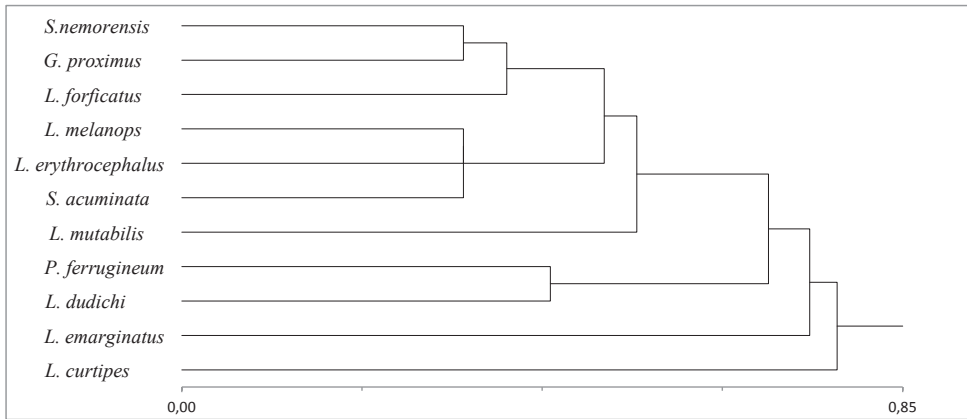 S.nemorensis
G. proximus
L. forficatus
L. melanops
L. erythrocephalus
S. acuminata
L. mutabilis
P. ferrugineum
L. dudichi
L. emarginatus
L. curtipes
0,00 0,85